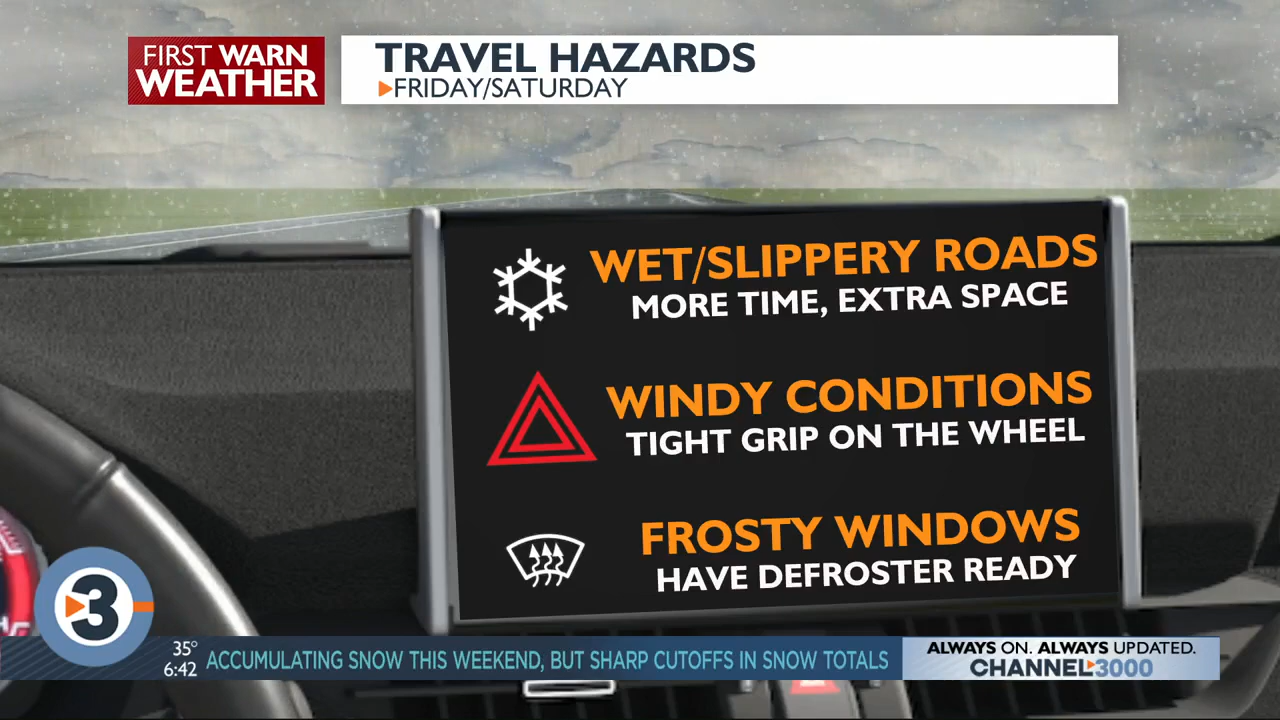 FIRST WARN
WEATHER
TRAVEL HAZARDS
FRIDAY/SATURDAY
WET/SLIPPERY ROADS
MORE TIME, EXTRA SPACE
WINDY CONDITIONS
TIGHT GRIP ON THE WHEEL
FROSTY WINDOWS
HAVE DEFROSTER READY
3
35°
6:42
ACCUMULATING SNOW THIS WEEKEND, BUT SHARP CUTOFFS IN SNOW TOTALS
ALWAYS ON. ALWAYS UPDATED.
CHANNEL3000